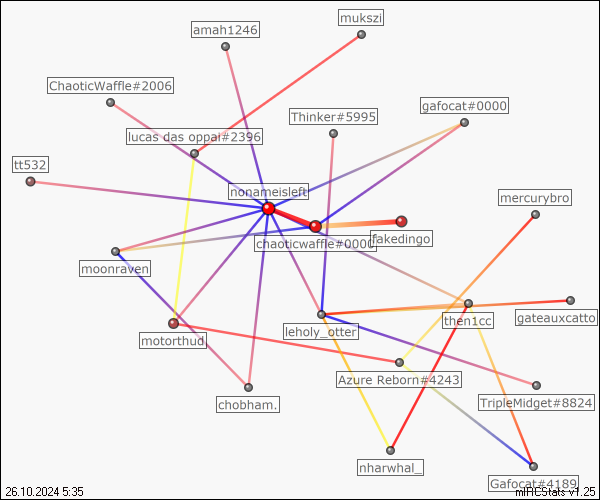 mukszi
amah1246
ChaoticWaffle#2006
gafocat#0000
Thinker#5995
lucas das oppai#2396
tt532
nonameisleft
mercurybro
fakedingo
chaoticwaffle#0000
moonraven
gateauxcatto
then1cc
leholy_otter
motorthud
Azure Reborn#4243
chobham.
TripleMidget#8824
nharwhal_
Gafocat#4189
26.10.2024 5:35
mIRCStats v1.25